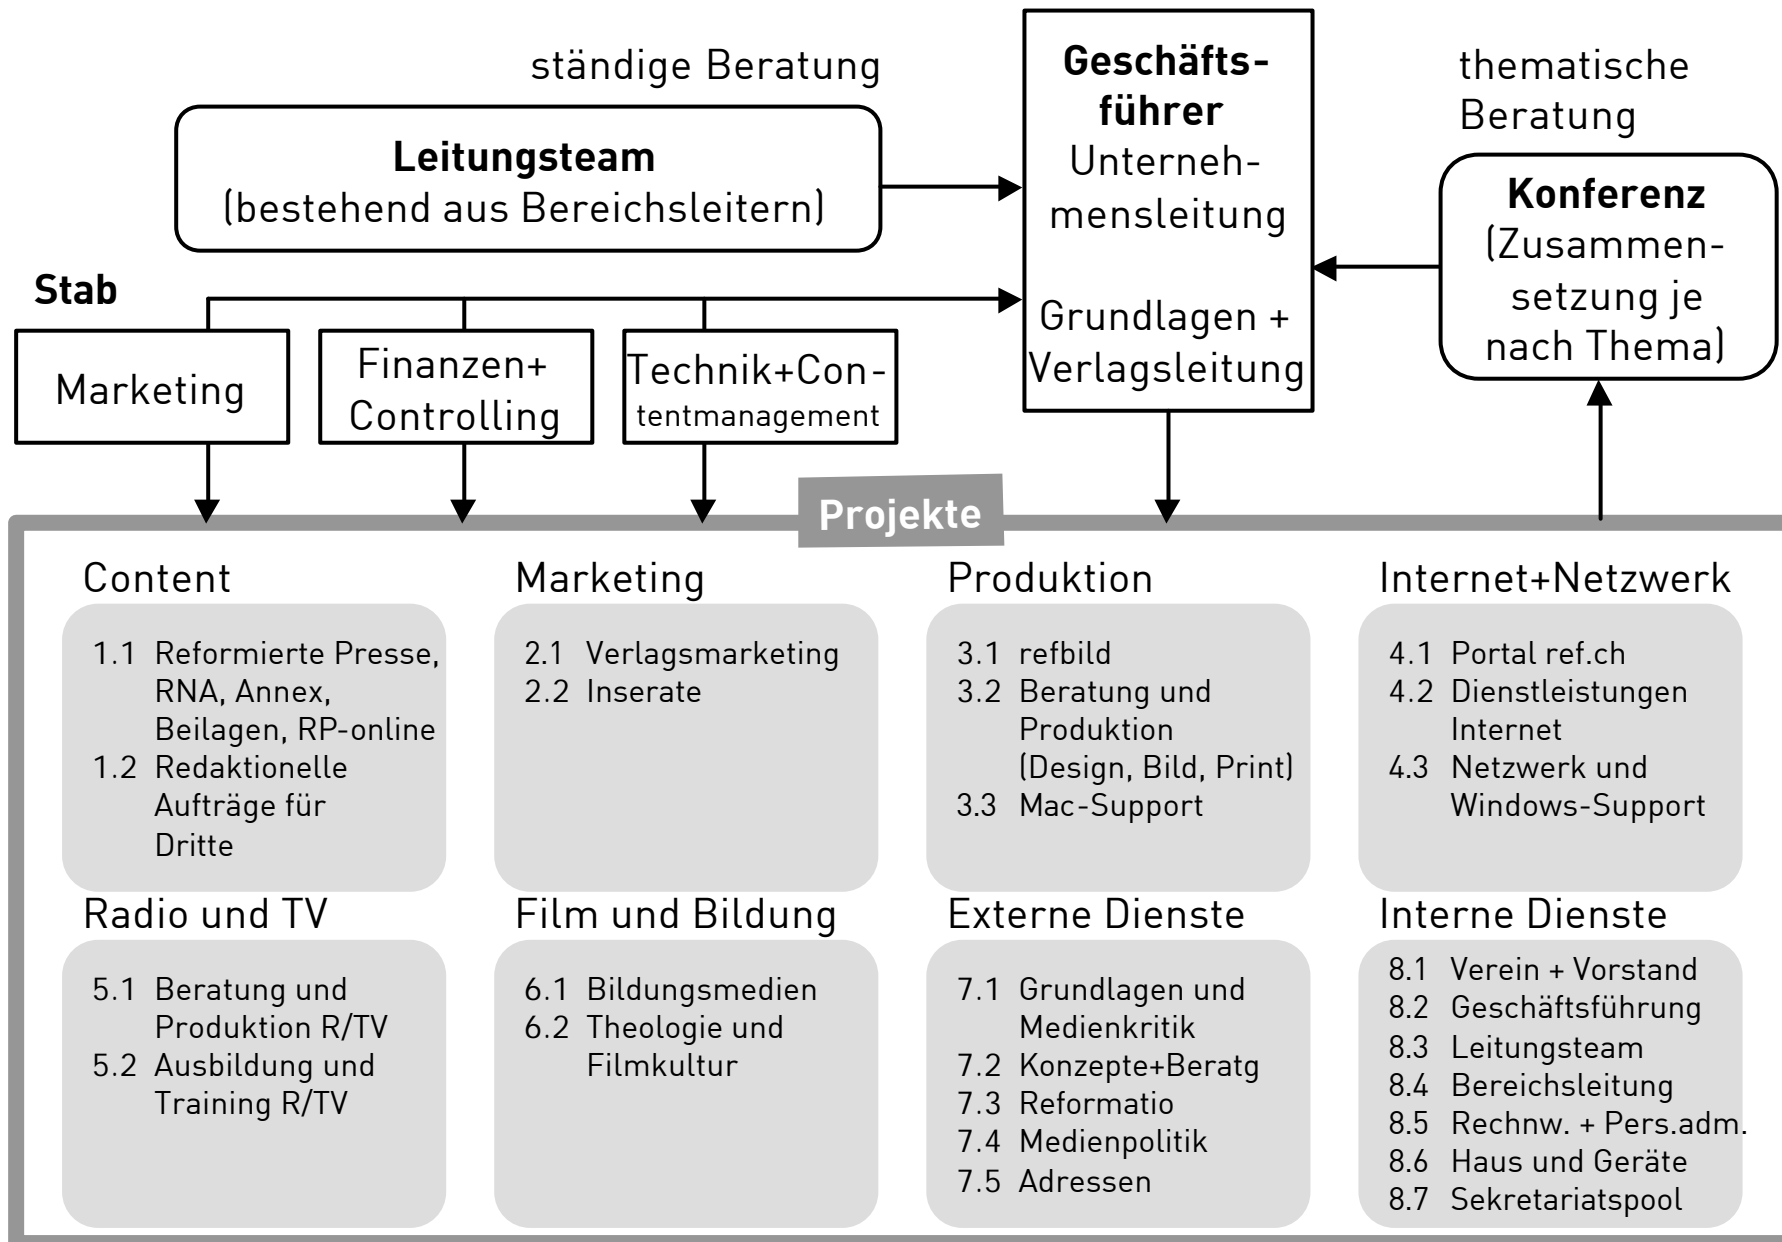 ständige Beratung
Leitungsteam
(bestehend aus Bereichsleitern)
Geschäfts-
führer
Unterneh-
mensleitung
Grundlagen +
Verlagsleitung
thematische
Beratung
Konferenz
(Zusammen-
setzung je
nach Thema)
Stab
Marketing
Finanzen+
Controlling
Technik+Con-
tentmanagement
Projekte
Content
1.1 Reformierte Presse,
RNA, Annex,
Beilagen, RP-online
1.2 Redaktionelle
Aufträge für
Dritte
Marketing
2.1 Verlagsmarketing
2.2 Inserate
Produktion
3.1 refbild
3.2 Beratung und
Produktion
(Design, Bild, Print)
3.3 Mac-Support
Internet+Netzwerk
4.1 Portal ref.ch
4.2 Dienstleistungen
Internet
4.3 Netzwerk und
Windows-Support
Radio und TV
5.1 Beratung und
Produktion R/TV
5.2 Ausbildung und
Training R/TV
Film und Bildung
6.1 Bildungsmedien
6.2 Theologie und
Filmkultur
Externe Dienste
7.1 Grundlagen und
Medienkritik
7.2 Konzepte+Beratg
7.3 Reformatio
7.4 Medienpolitik
7.5 Adressen
Interne Dienste
8.1 Verein + Vorstand
8.2 Geschäftsführung
8.3 Leitungsteam
8.4 Bereichsleitung
8.5 Rechnw. + Pers.adm.
8.6 Haus und Geräte
8.7 Sekretariatspool